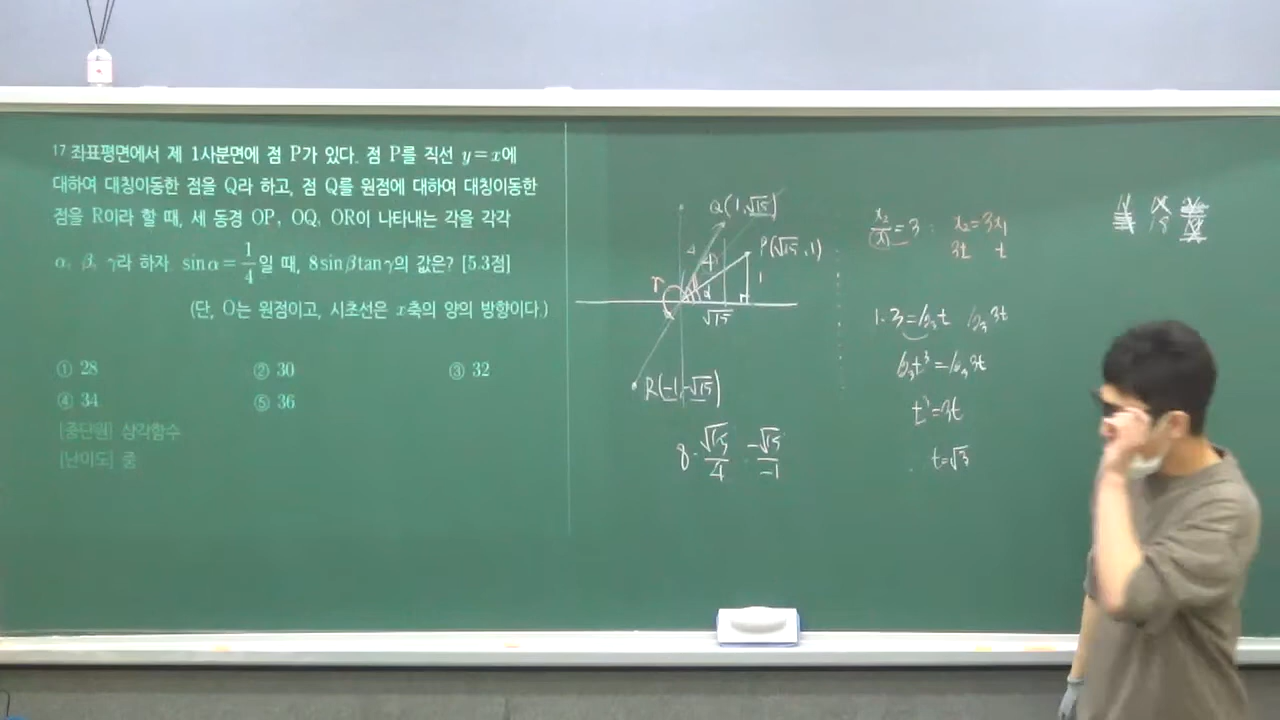 17 좌표평면에서 제 1사분면에 점 P가 있다. 점 P를 직선 y=x에
대하여 대칭이동한 점을 Q라 하고, 점 Q를 원점에 대하여 대칭이동한
점을 R이라 할 때, 세 동경 OP, OQ, OR이 나타내는 각을 각각
α, β, γ라 하자. sinα=1/4일 때, 8sinβtanγ의 값은? [5.3점]
(단, O는 원점이고, 시초선은 x축의 양의 방향이다.)
① 28 ② 30 ③ 32
④ 34 ⑤ 36
[중단원] 삼각함수
[난이도] 중
Q(1,√15)
P(√15,1)
4
1
√15
R(-1,-√15)
8·√15/4·-√15/-1
x₂/x₁=3 : x₂=3x₁
3t t
t³=3t
t=√3